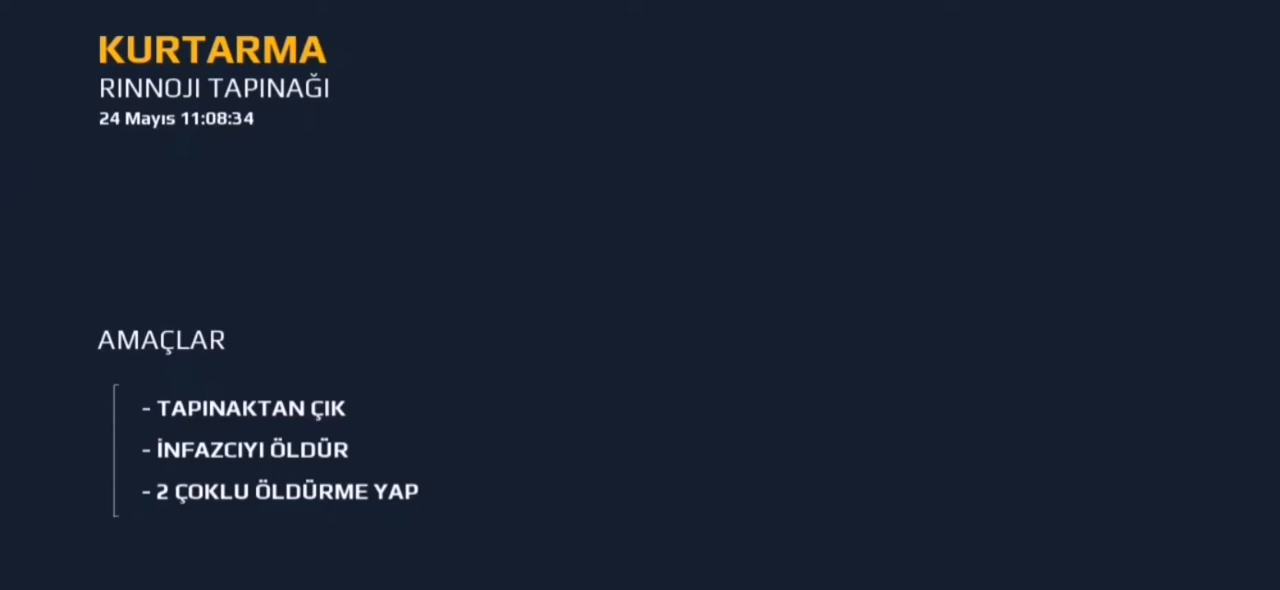 KURTARMA
RINNOJI TAPINAĞI
24 Mayıs 11:08:34
AMAÇLAR
- TAPINAKTAN ÇIK
- İNFAZCIYI ÖLDÜR
- 2 ÇOKLU ÖLDÜRME YAP